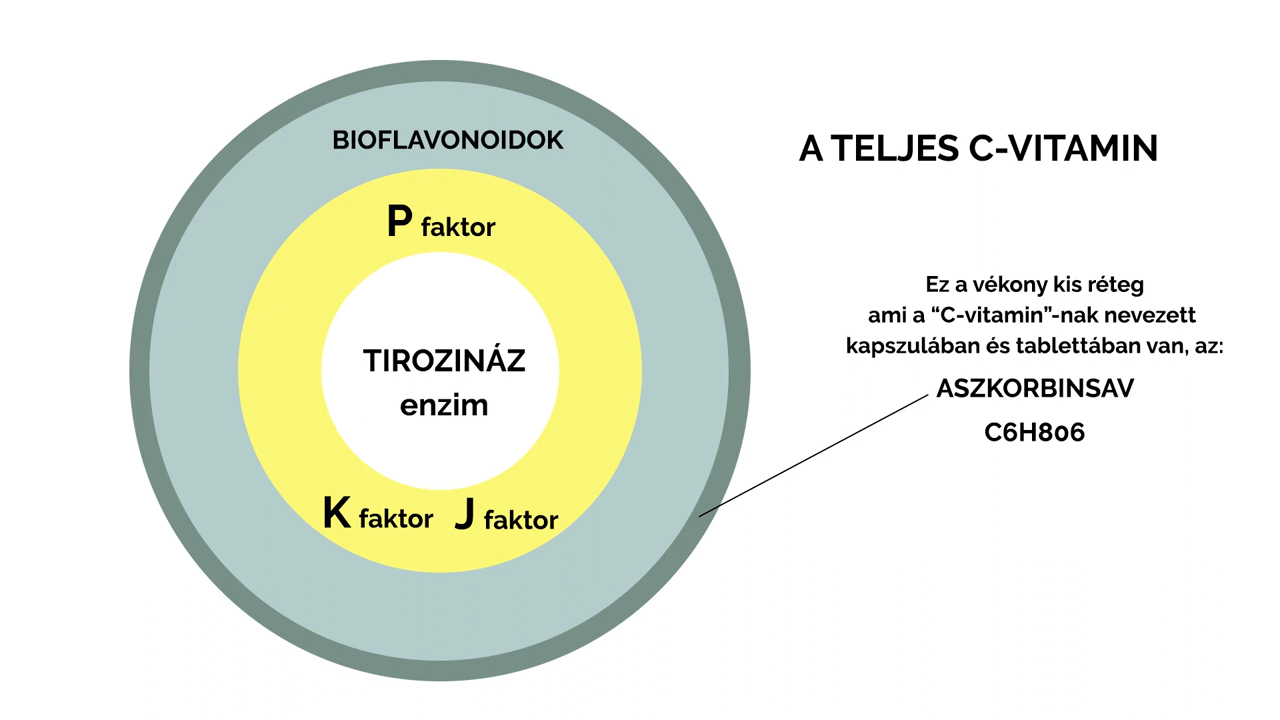 A TELJES C-VITAMIN
BIOFLAVONOIDOK
P faktor
TIROZINÁZ
enzim
K faktor J faktor
Ez a vékony kis réteg
ami a “C-vitamin”-nak nevezett
kapszulában és tablettában van, az:
ASZKORBINSAV
C6H8O6